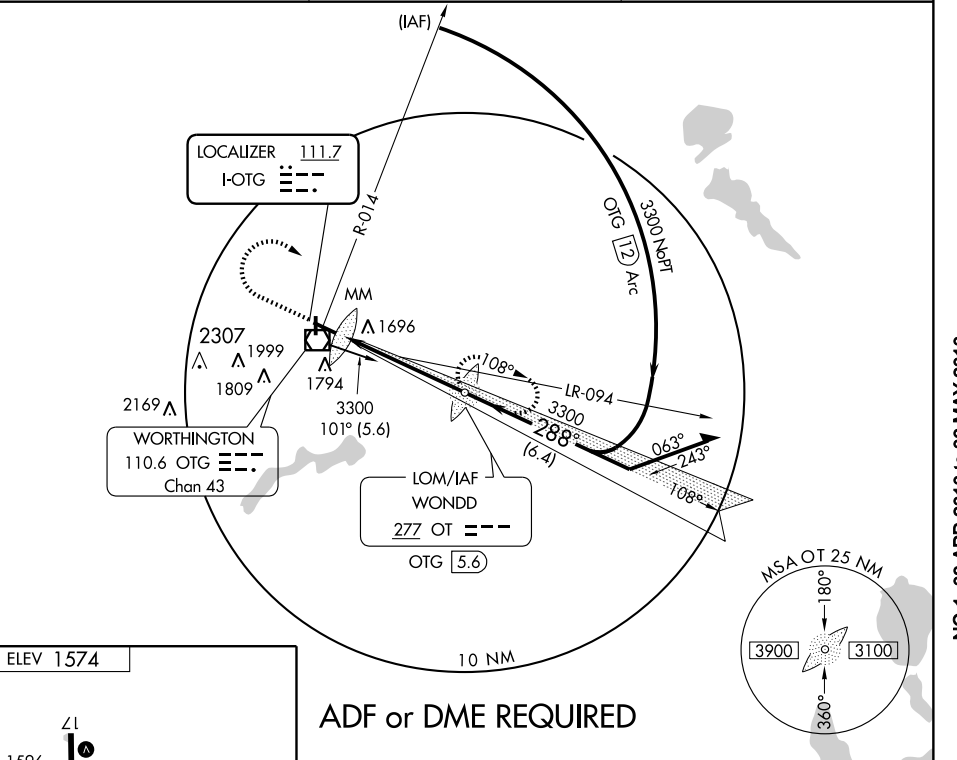 (IAF)
LOCALIZER 111.7
I-OTG
R-014
3300 NoPT
OTG 12 Arc
MM
1696
2307
1999
1809
1794
2169
3300
101° (5.6)
108°
LR-094
3300
288°
(6.4)
063°
243°
108°
WORTHINGTON
110.6 OTG
Chan 43
LOM/IAF
WONDD
277 OT
OTG 5.6
MSA OT 25 NM
180°
3900
3100
360°
10 NM
ELEV 1574
17
ADF or DME REQUIRED